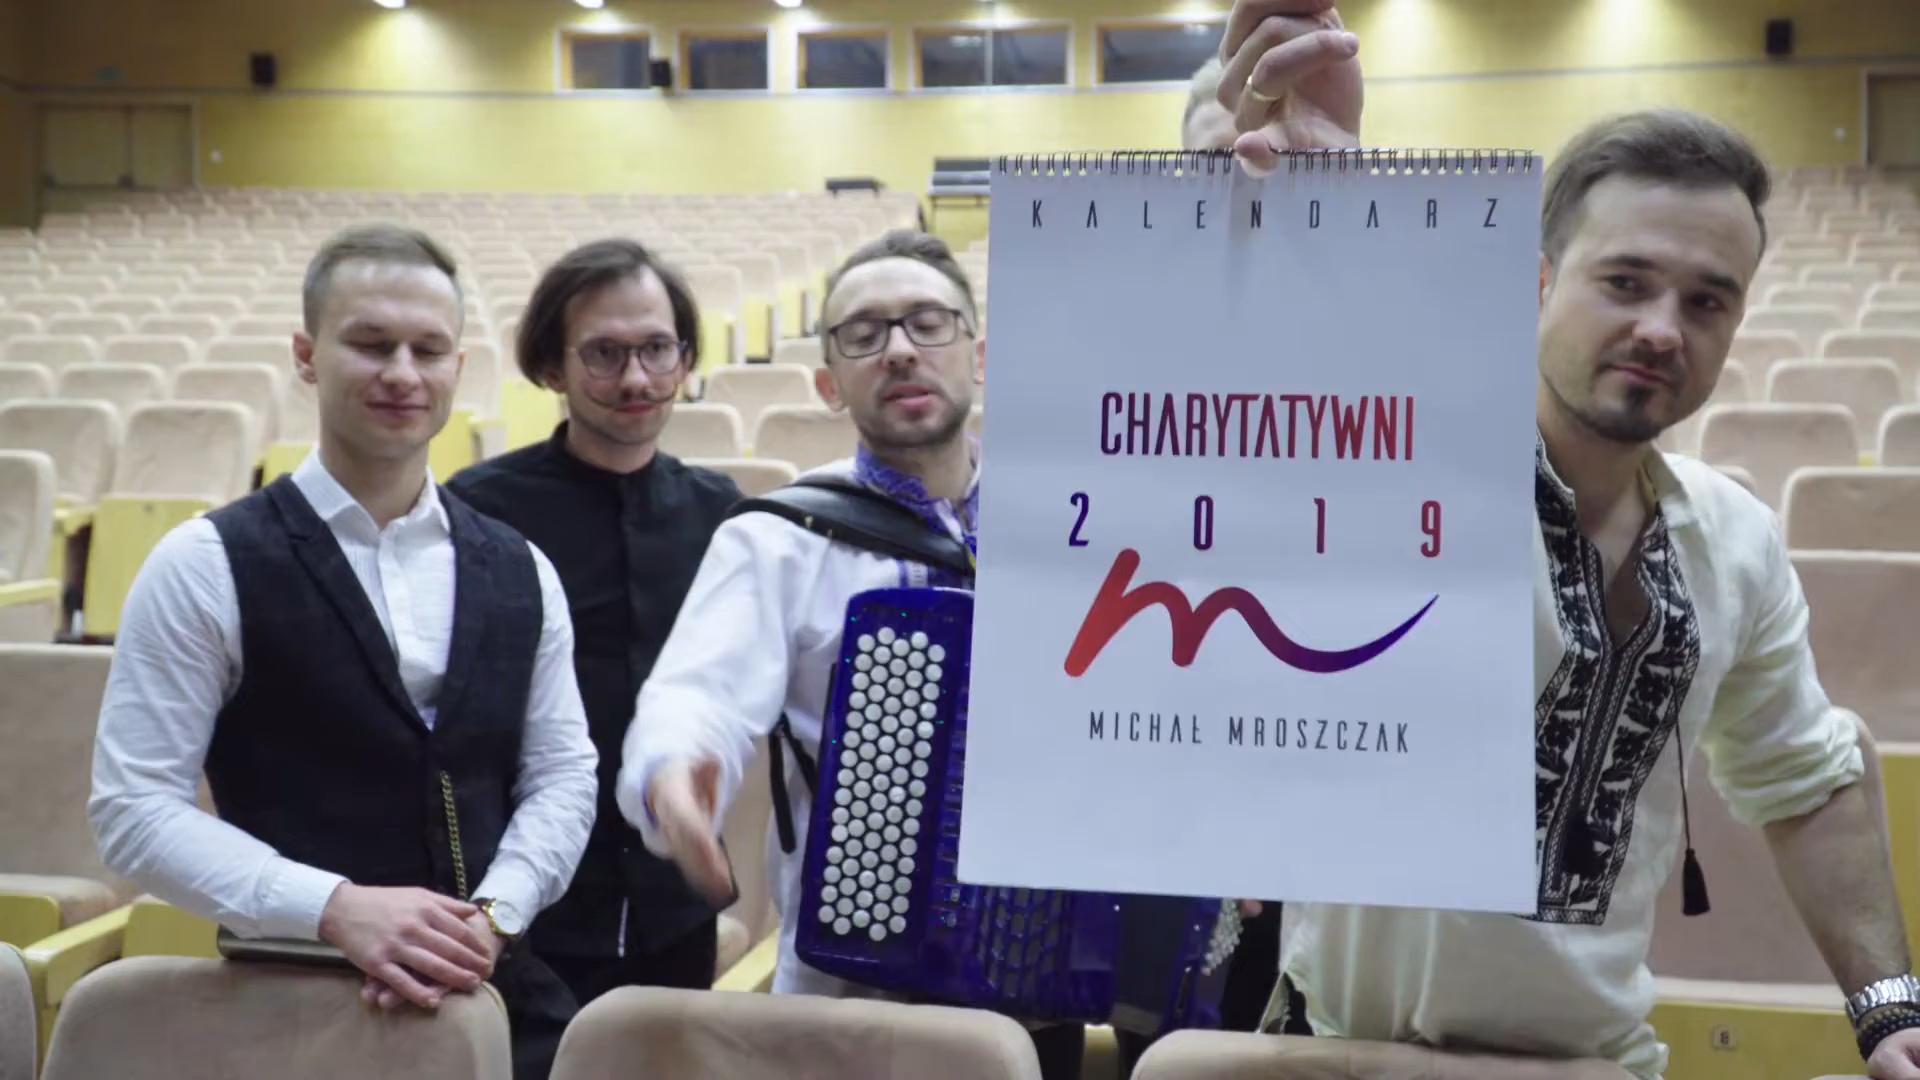 KALENDARZ
CHARYTATYWNI
2019
m
MICHAŁ MROSZCZAK